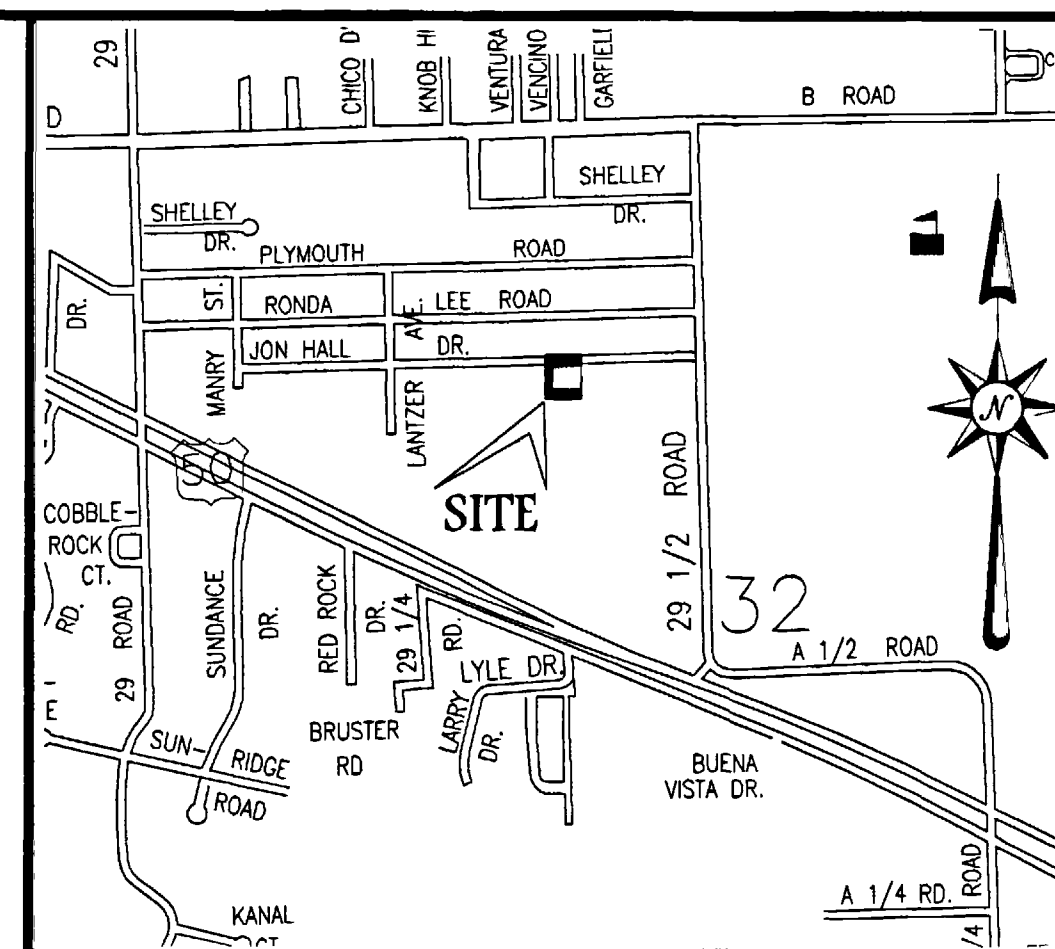 29
CHICO D'
KNOB HI
VENTURA
VENCINO
GARFIEL
B ROAD
D
SHELLEY
DR.
SHELLEY
DR.
PLYMOUTH ROAD
DR.
ST.
RONDA LEE ROAD
AVE.
JON HALL DR.
MANRY
LANTZER
N
50
SITE
29 1/2 ROAD
32
COBBLE-
ROCK
CT.
RD.
29 ROAD
SUNDANCE
DR.
RED ROCK
DR.
29 1/4
RD.
LYLE DR.
LARRY
DR.
A 1/2 ROAD
E
BRUSTER
RD
SUN-
RIDGE
ROAD
BUENA
VISTA DR.
ROAD
A 1/4 RD.
/4
KANAL
CT